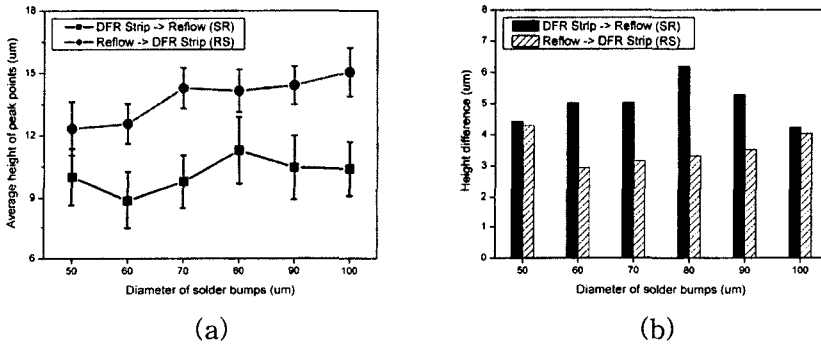 DFR Strip -> Reflow (SR)
Reflow -> DFR Strip (RS)
Average height of peak points (um)
18
15
12
9
6
50 60 70 80 90 100
Diameter of solder bumps (um)
(a)
DFR Strip -> Reflow (SR)
Reflow -> DFR Strip (RS)
Height difference (um)
8
7
6
5
4
3
2
1
0
50 60 70 80 90 100
Diameter of solder bumps (um)
(b)